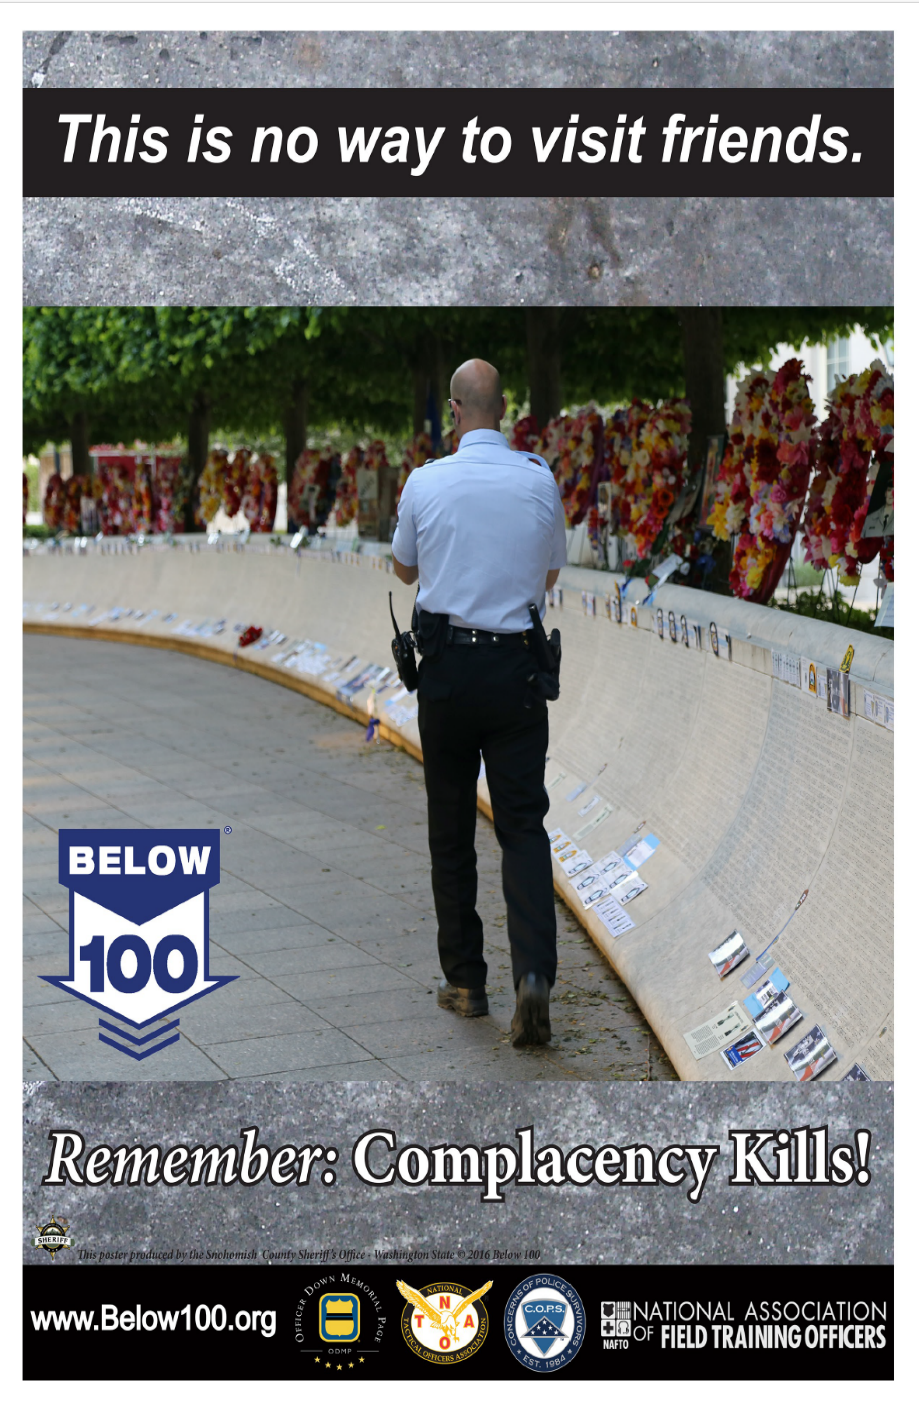 This is no way to visit friends.
BELOW ®
100
Remember: Complacency Kills!
SHERIFF
This poster produced by the Snohomish County Sheriff's Office - Washington State © 2016 Below 100
www.Below100.org
OFFICER DOWN MEMORIAL PAGE
ODMP
NATIONAL
TACTICAL OFFICERS ASSOCIATION
N
T A
O
CONCERNS OF POLICE SURVIVORS
C.O.P.S.
EST. 1984
NAFTO
NATIONAL ASSOCIATION
OF FIELD TRAINING OFFICERS